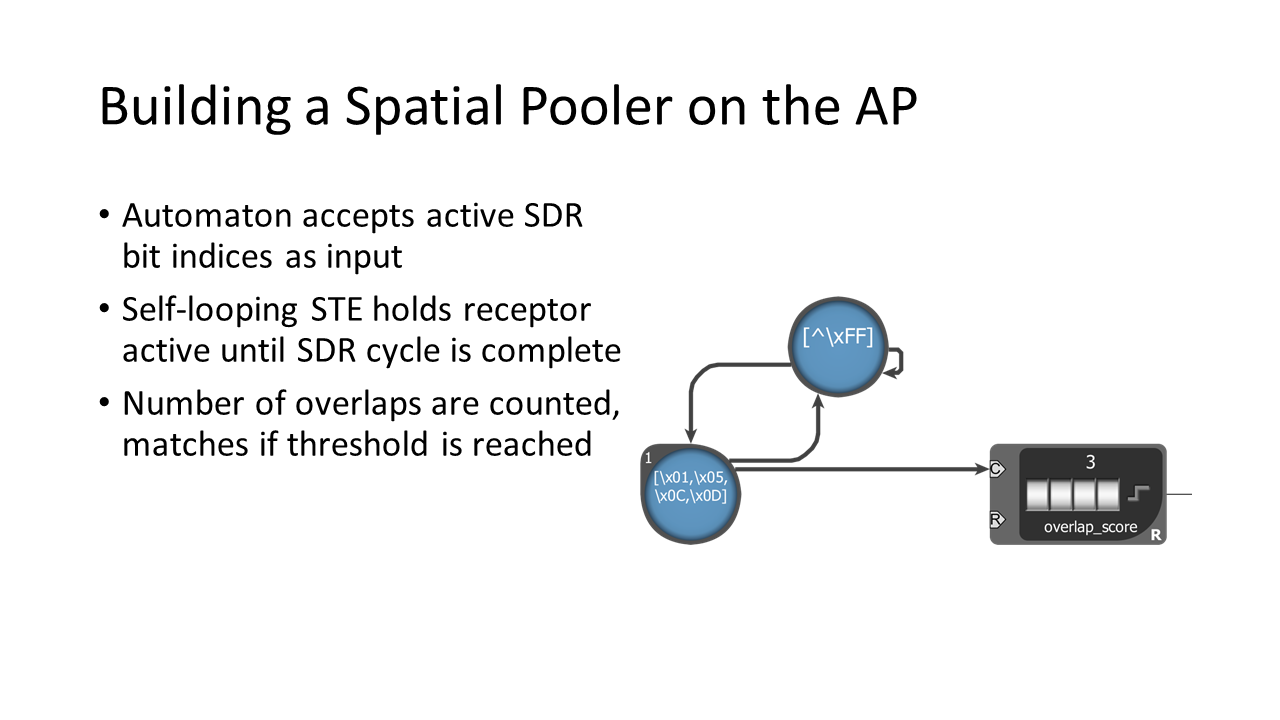 Building a Spatial Pooler on the AP
• Automaton accepts active SDR
bit indices as input
• Self-looping STE holds receptor
active until SDR cycle is complete
• Number of overlaps are counted,
matches if threshold is reached
[^\xFF]
1
[\x01,\x05,
\x0C,\x0D]
C
3
R
overlap_score
R